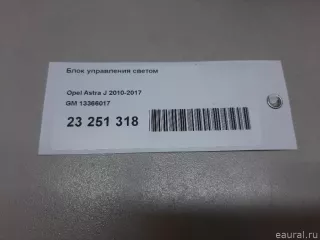 Блок управления светом
Opel Astra J 2010-2017
GM 13366017
23 251 318
eaural.ru